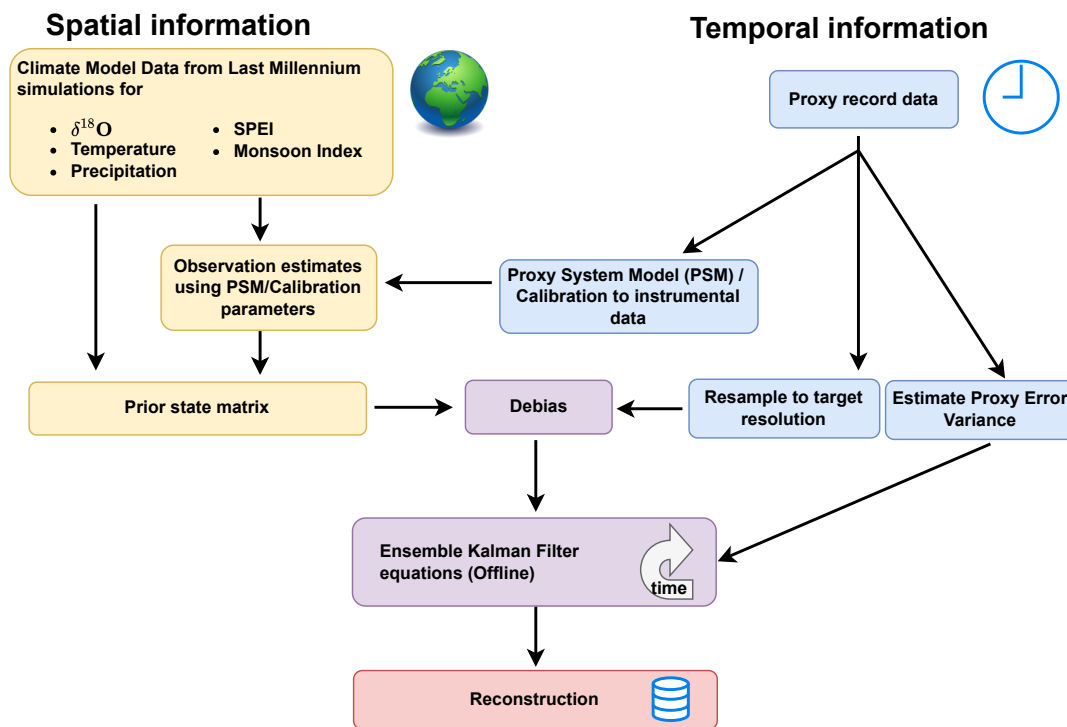 Spatial information
Temporal information
Climate Model Data from Last Millennium
simulations for
• δ¹⁸O
• Temperature
• Precipitation
• SPEI
• Monsoon Index
Proxy record data
Observation estimates
using PSM/Calibration
parameters
Proxy System Model (PSM) /
Calibration to instrumental
data
Prior state matrix
Debias
Resample to target
resolution
Estimate Proxy Error
Variance
Ensemble Kalman Filter
equations (Offline)
time
Reconstruction